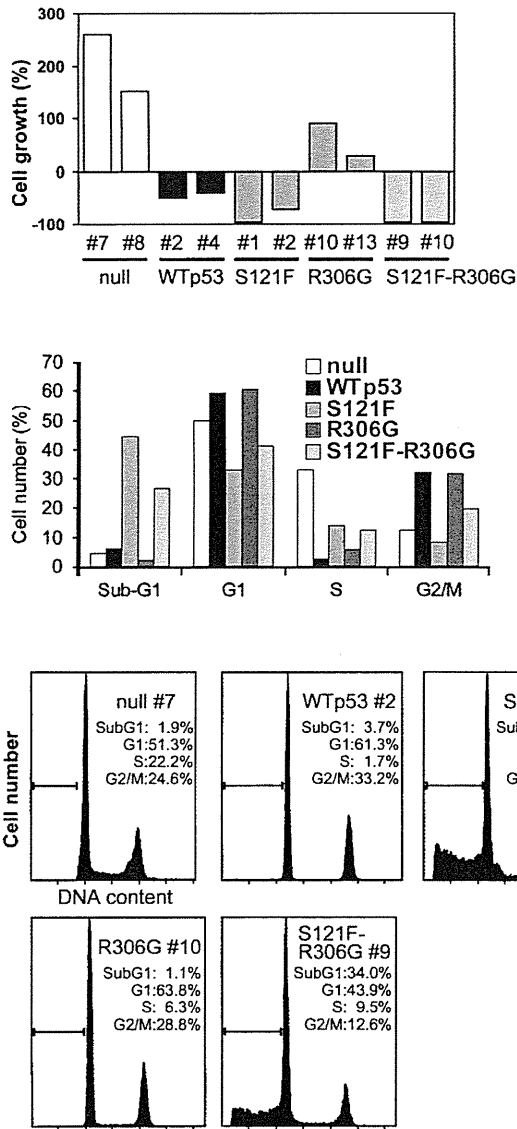 300
200
100
0
-100
Cell growth (%)
#7 #8 #2 #4 #1 #2 #10 #13 #9 #10
null WTp53 S121F R306G S121F-R306G
70
60
50
40
30
20
10
0
Cell number (%)
null
WTp53
S121F
R306G
S121F-R306G
Sub-G1 G1 S G2/M
Cell number
null #7
SubG1: 1.9%
G1:51.3%
S:22.2%
G2/M:24.6%
WTp53 #2
SubG1: 3.7%
G1:61.3%
S: 1.7%
G2/M:33.2%
S
Sub
G
DNA content
R306G #10
SubG1: 1.1%
G1:63.8%
S: 6.3%
G2/M:28.8%
S121F-
R306G #9
SubG1:34.0%
G1:43.9%
S: 9.5%
G2/M:12.6%